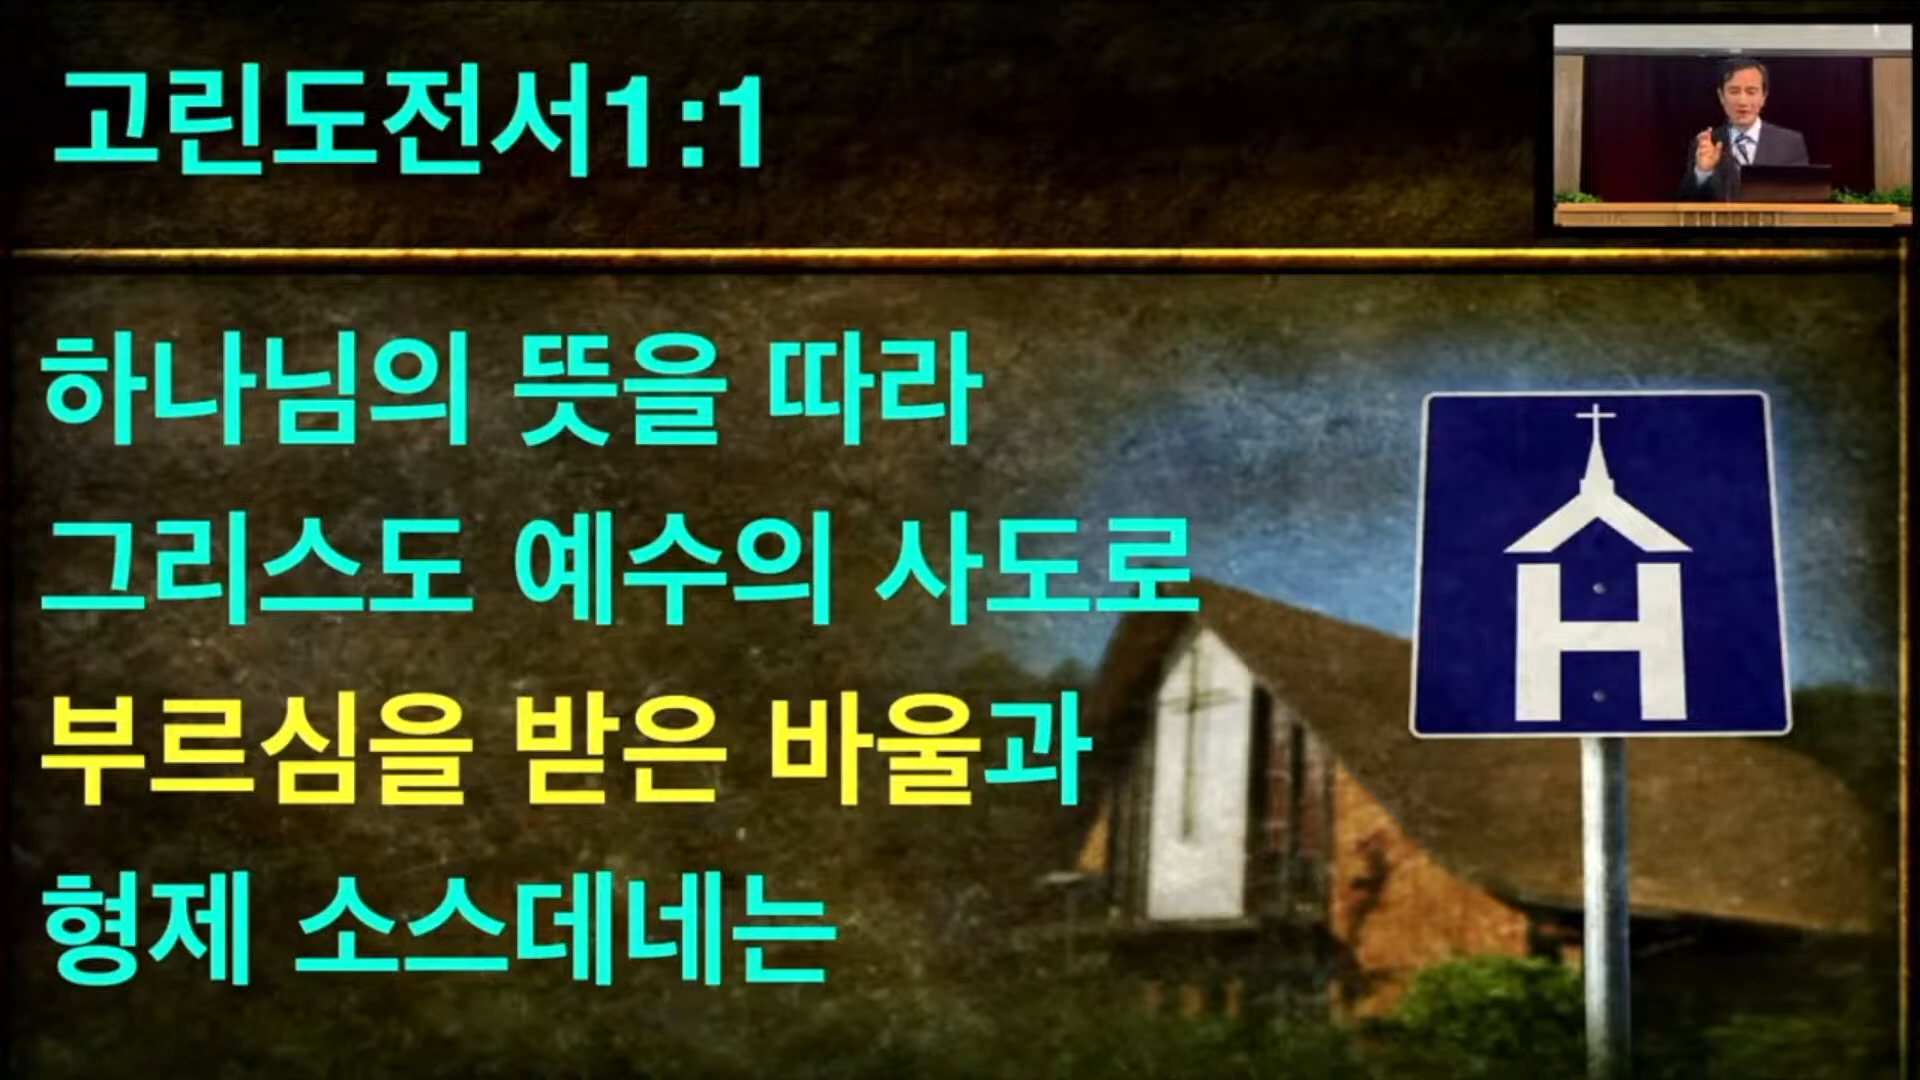 고린도전서1:1
하나님의 뜻을 따라
그리스도 예수의 사도로
부르심을 받은 바울과
형제 소스데네는
H